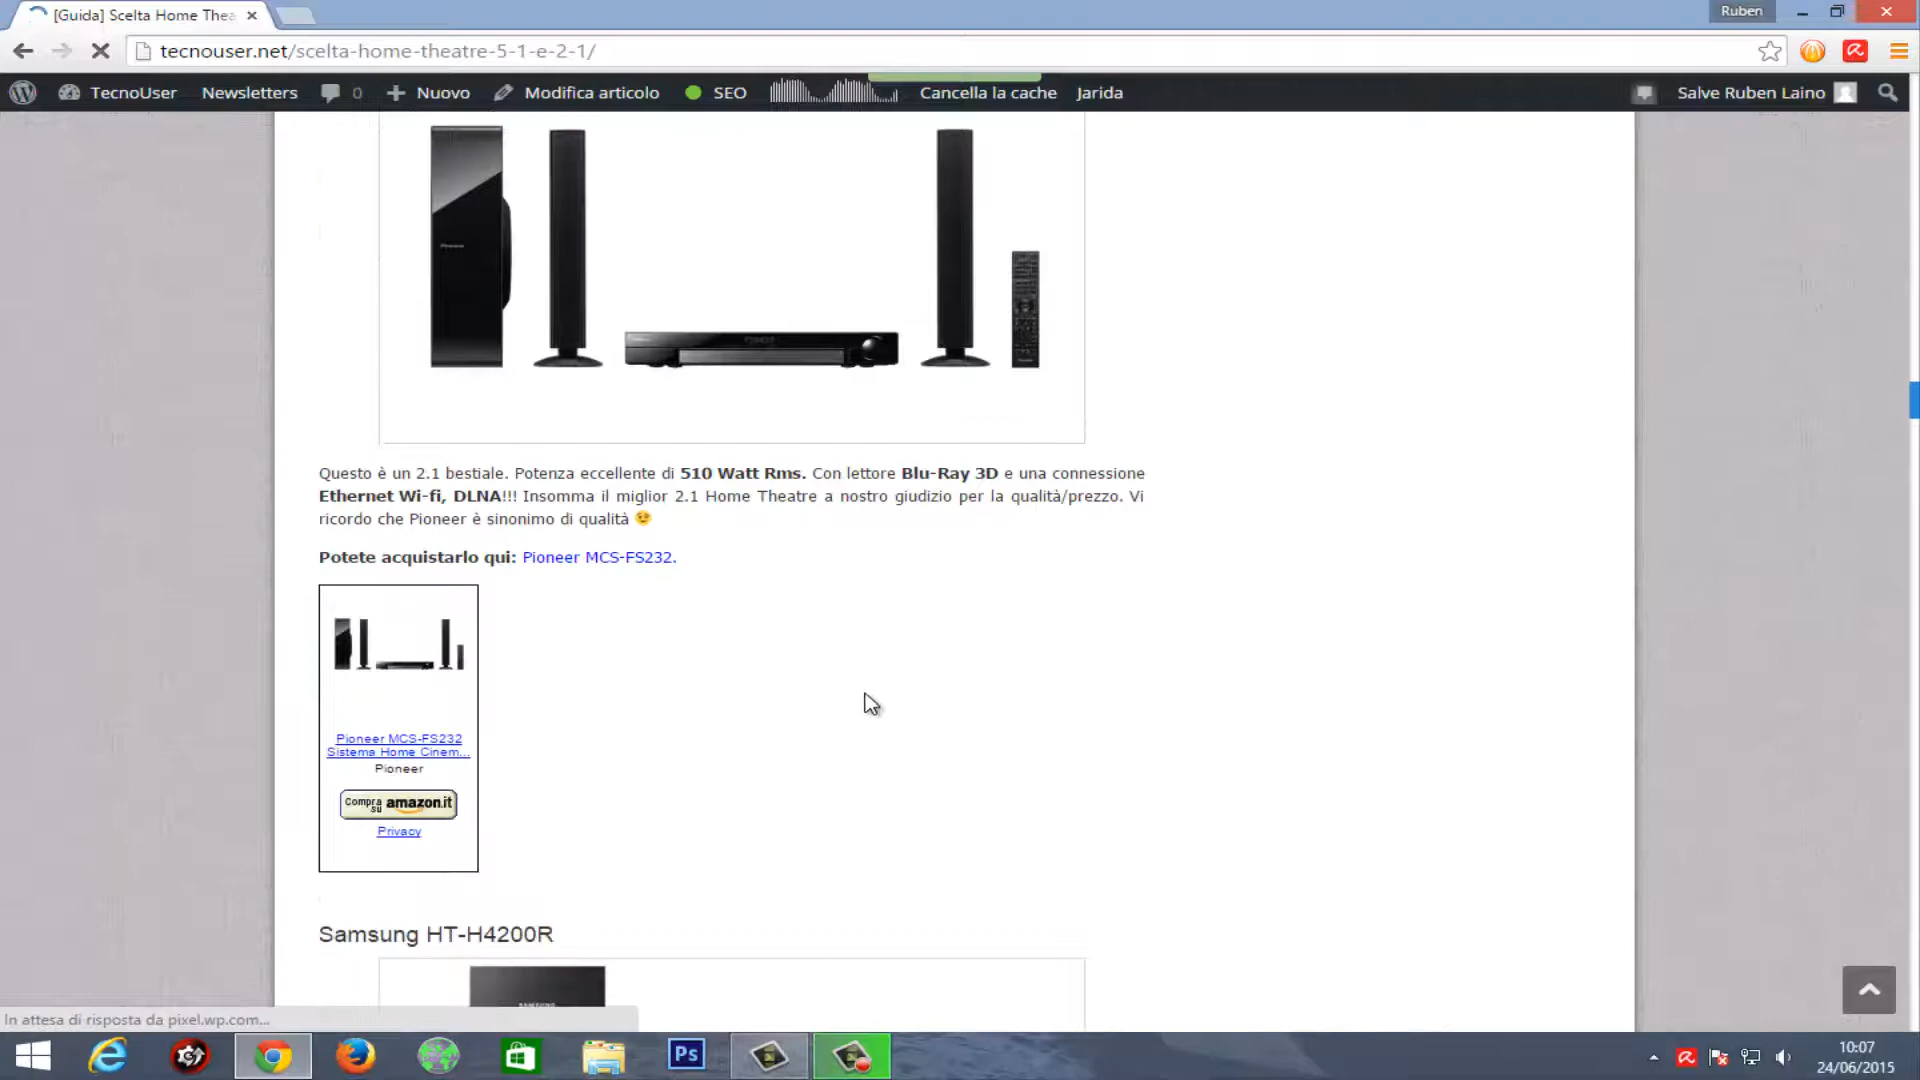 [Guida] Scelta Home Thea
Ruben
tecnouser.net/scelta-home-theatre-5-1-e-2-1/
TecnoUser Newsletters 0 Nuovo Modifica articolo SEO Cancella la cache Jarida Salve Ruben Laino
Pioneer
Questo è un 2.1 bestiale. Potenza eccellente di 510 Watt Rms. Con lettore Blu-Ray 3D e una connessione
Ethernet Wi-fi, DLNA!!! Insomma il miglior 2.1 Home Theatre a nostro giudizio per la qualità/prezzo. Vi
ricordo che Pioneer è sinonimo di qualità
Potete acquistarlo qui: Pioneer MCS-FS232.
Pioneer MCS-FS232
Sistema Home Cinem...
Pioneer
Compra su amazon.it
Privacy
Samsung HT-H4200R
SAMSUNG
In attesa di risposta da pixel.wp.com...
Ps
10:07
24/06/2015